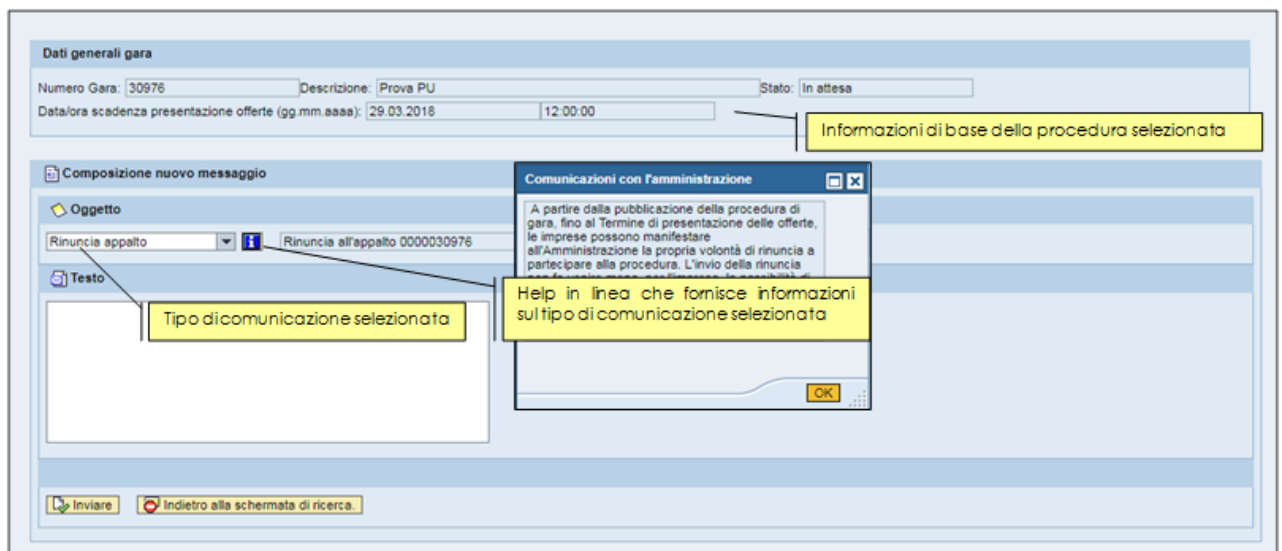 Dati generali gara
Numero Gara: 30976 Descrizione: Prova PU Stato: In attesa
Data/ora scadenza presentazione offerte (gg.mm.aaaa): 29.03.2018 12:00:00
Informazioni di base della procedura selezionata
Composizione nuovo messaggio
Oggetto
Rinuncia appalto Rinuncia all'appalto 0000030976
Testo
Tipo di comunicazione selezionata
Comunicazioni con l'amministrazione
A partire dalla pubblicazione della procedura di
gara, fino al Termine di presentazione delle offerte,
le imprese possono manifestare
all'Amministrazione la propria volontà di rinuncia a
partecipare alla procedura. L'invio della rinuncia
Help in linea che fornisce informazioni
sul tipo di comunicazione selezionata
OK
Inviare Indietro alla schermata di ricerca.